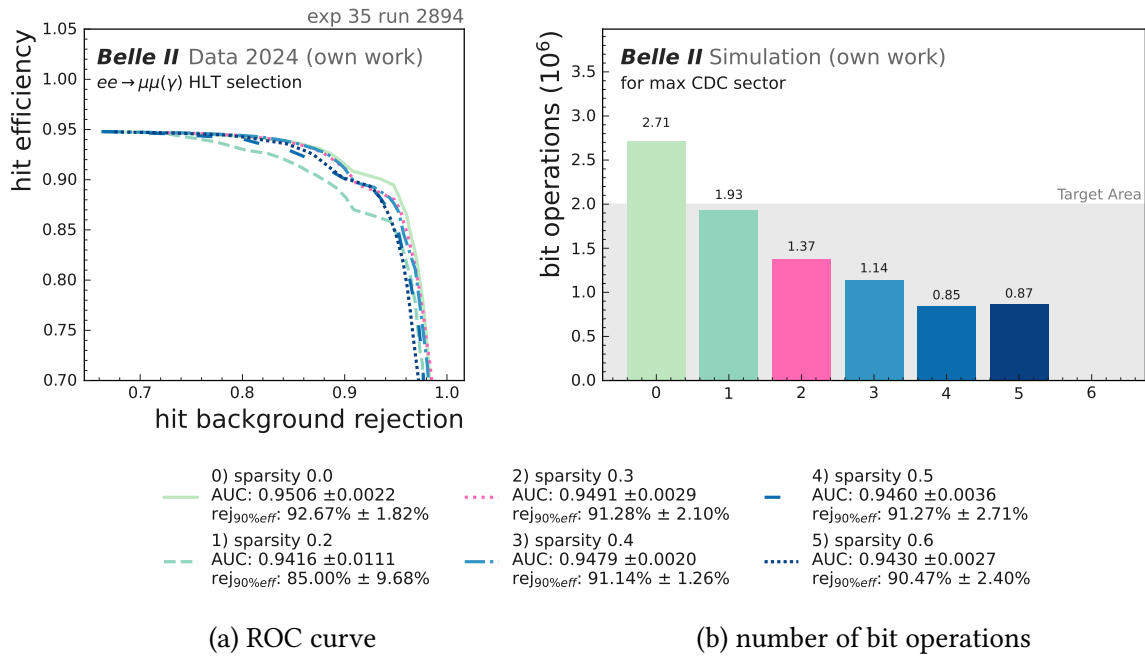 exp 35 run 2894
Belle II Data 2024 (own work)
ee → μμ(γ) HLT selection
hit efficiency
1.05
1.00
0.95
0.90
0.85
0.80
0.75
0.70
0.7
0.8
0.9
1.0
hit background rejection
Belle II Simulation (own work)
for max CDC sector
bit operations (10⁶)
3.5
3.0
2.5
2.0
1.5
1.0
0.5
0.0
2.71
1.93
1.37
1.14
0.85
0.87
Target Area
0
1
2
3
4
5
6
0) sparsity 0.0
AUC: 0.9506 ±0.0022
rej90%eff: 92.67% ± 1.82%
1) sparsity 0.2
AUC: 0.9416 ±0.0111
rej90%eff: 85.00% ± 9.68%
2) sparsity 0.3
AUC: 0.9491 ±0.0029
rej90%eff: 91.28% ± 2.10%
3) sparsity 0.4
AUC: 0.9479 ±0.0020
rej90%eff: 91.14% ± 1.26%
4) sparsity 0.5
AUC: 0.9460 ±0.0036
rej90%eff: 91.27% ± 2.71%
5) sparsity 0.6
AUC: 0.9430 ±0.0027
rej90%eff: 90.47% ± 2.40%
(a) ROC curve
(b) number of bit operations